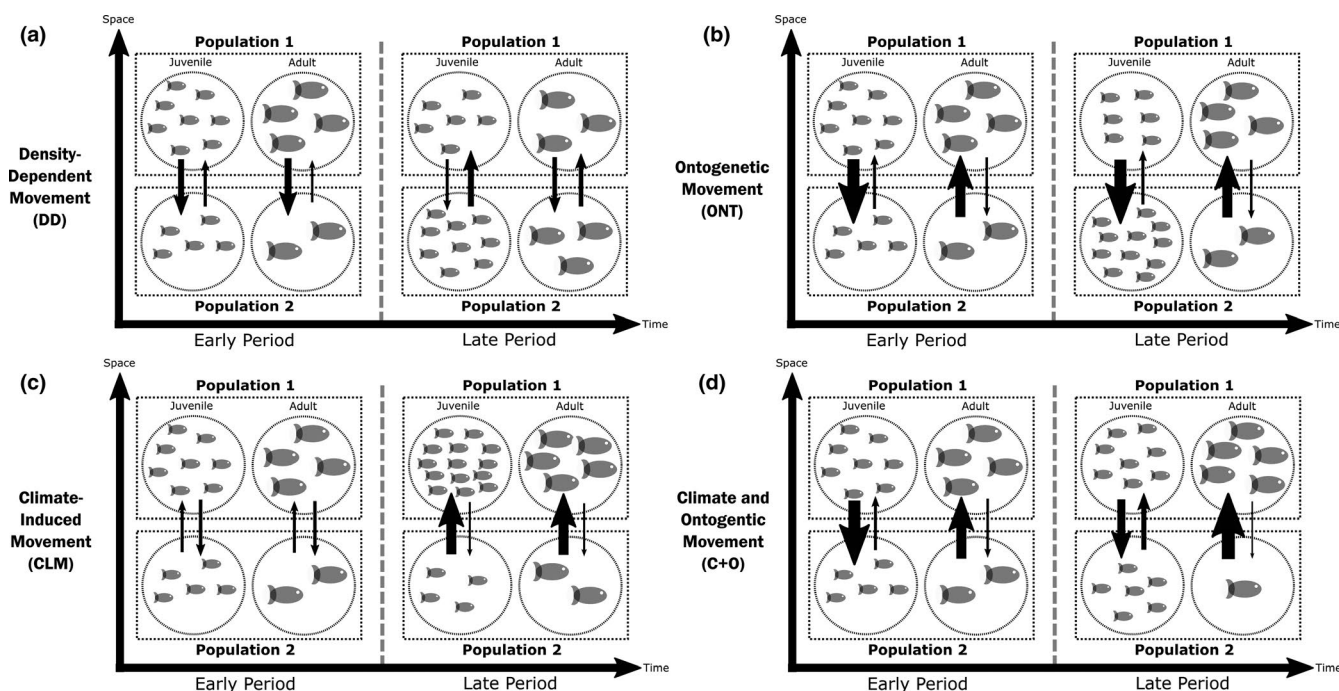 (a)
Space
Population 1
Population 1
Juvenile
Adult
Juvenile
Adult
Density-
Dependent
Movement
(DD)
Population 2
Population 2
Time
Early Period
Late Period
(b)
Space
Population 1
Population 1
Juvenile
Adult
Juvenile
Adult
Ontogenetic
Movement
(ONT)
Population 2
Population 2
Time
Early Period
Late Period
(c)
Space
Population 1
Population 1
Juvenile
Adult
Juvenile
Adult
Climate-
Induced
Movement
(CLM)
Population 2
Population 2
Time
Early Period
Late Period
(d)
Space
Population 1
Population 1
Juvenile
Adult
Juvenile
Adult
Climate and
Ontogentic
Movement
(C+O)
Population 2
Population 2
Time
Early Period
Late Period